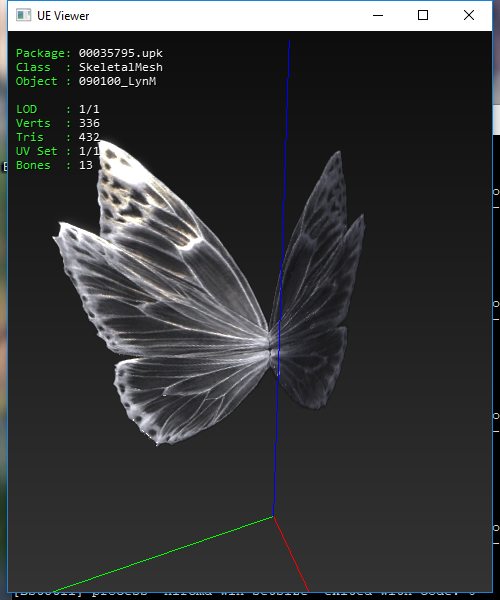 UE Viewer
Package: 00035795.upk
Class  : SkeletalMesh
Object : 090100_LynM
LOD    : 1/1
Verts  : 336
Tris   : 432
UV Set : 1/1
Bones  : 13